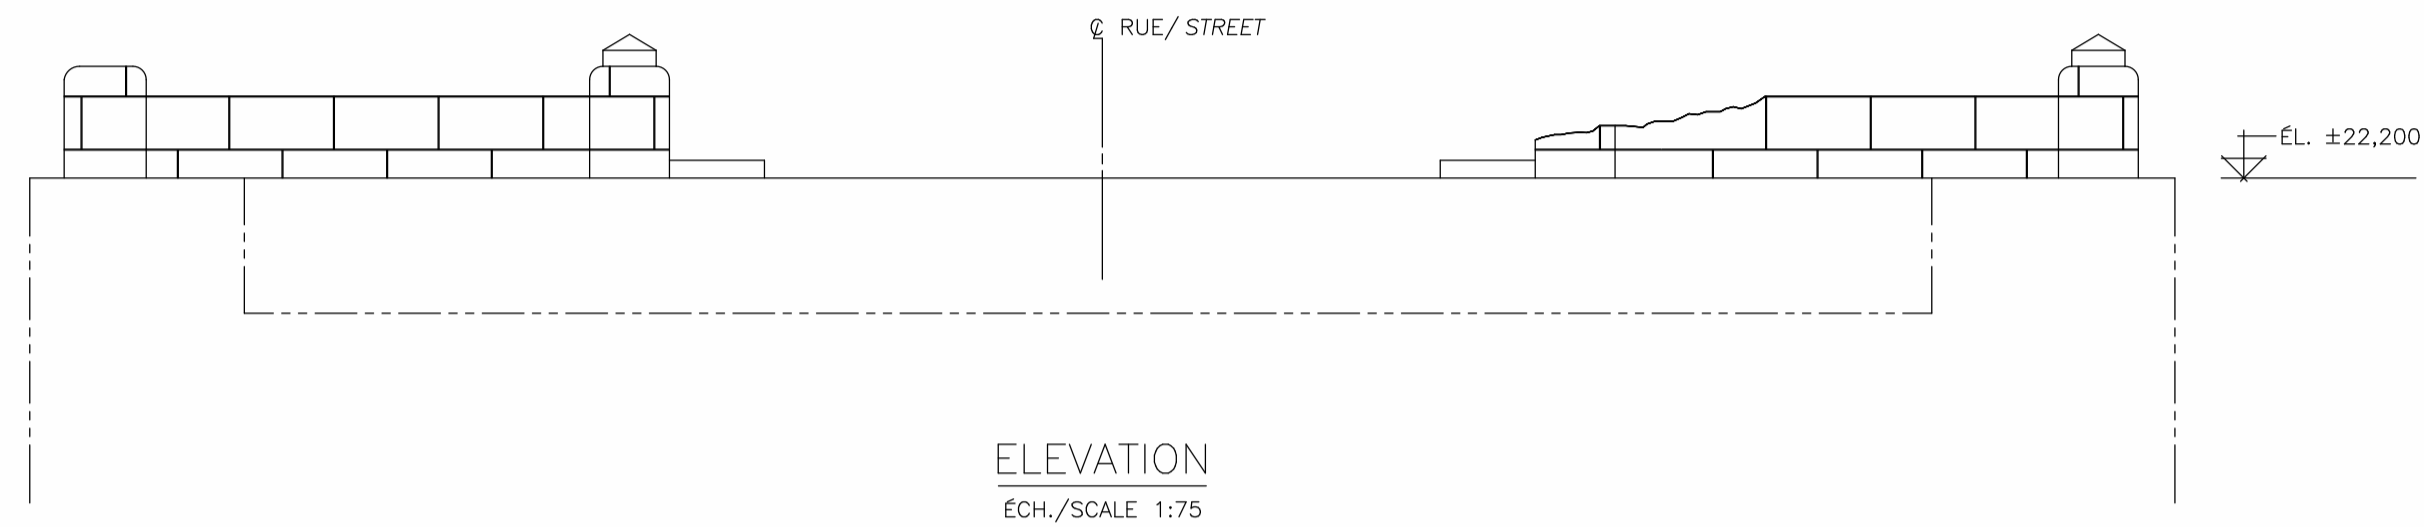 ℄ RUE/ STREET
ÉL. ±22,200
ELEVATION
ÉCH./SCALE 1:75